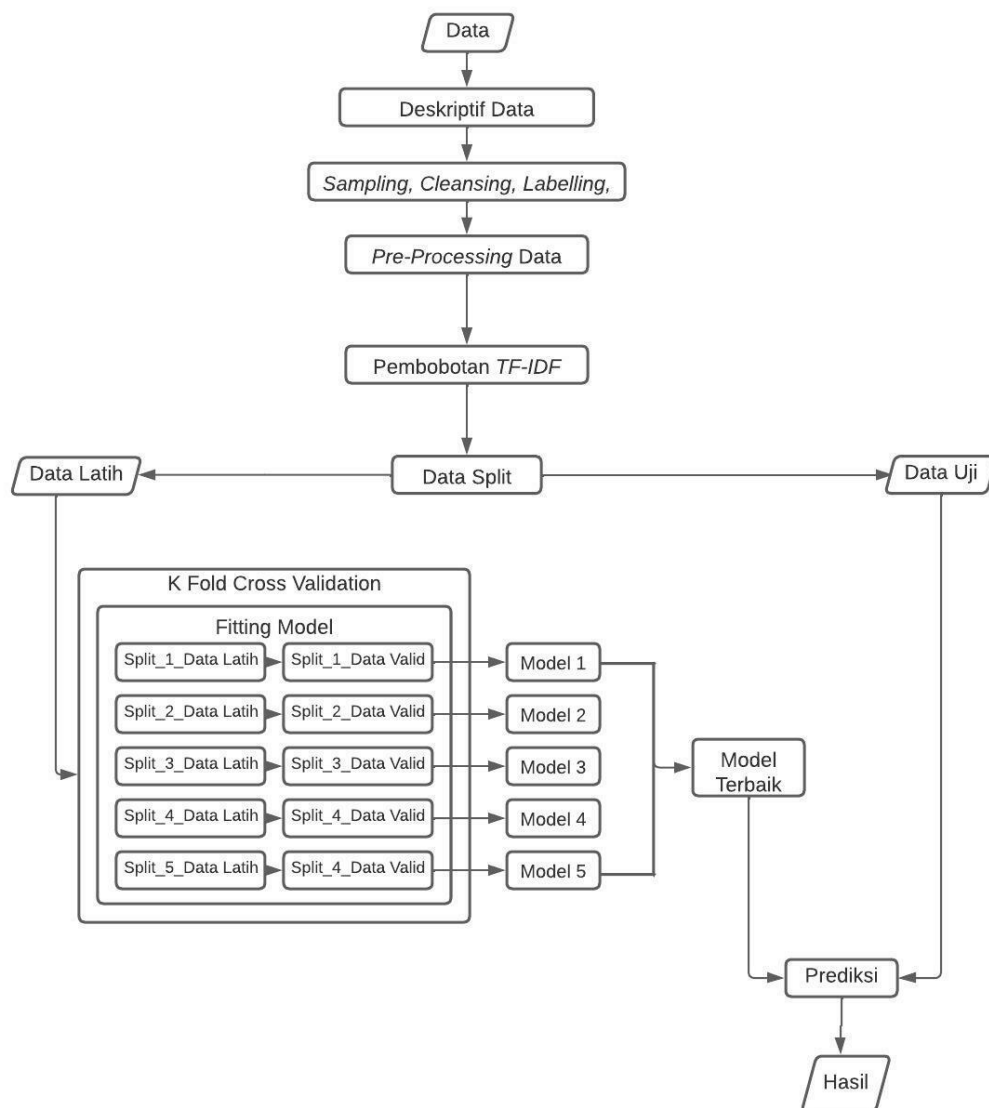 Data
Deskriptif Data
Sampling, Cleansing, Labelling,
Pre-Processing Data
Pembobotan TF-IDF
Data Latih
Data Split
Data Uji
K Fold Cross Validation
Fitting Model
Split_1_Data Latih
Split_1_Data Valid
Model 1
Split_2_Data Latih
Split_2_Data Valid
Model 2
Split_3_Data Latih
Split_3_Data Valid
Model 3
Split_4_Data Latih
Split_4_Data Valid
Model 4
Split_5_Data Latih
Split_4_Data Valid
Model 5
Model
Terbaik
Prediksi
Hasil